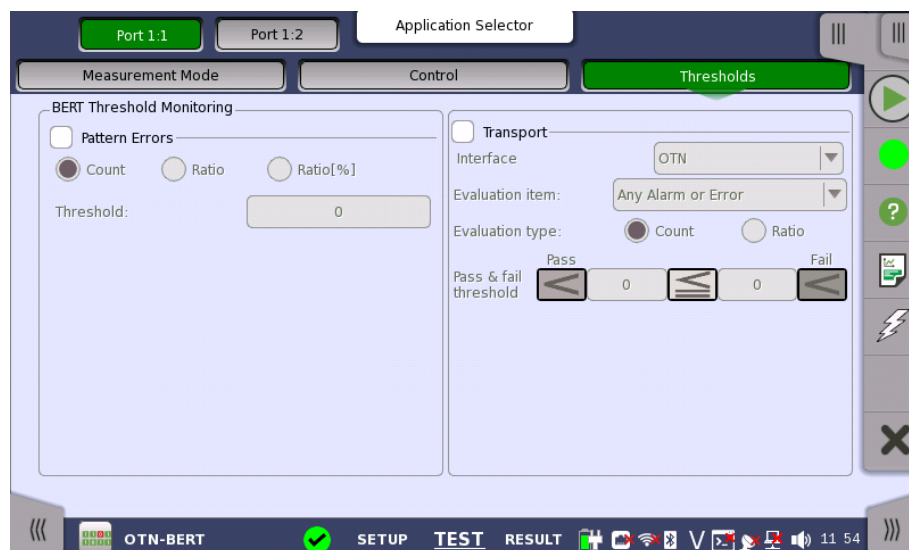 Application Selector
Port 1:1 Port 1:2
Measurement Mode Control Thresholds
BERT Threshold Monitoring
Pattern Errors
Count Ratio Ratio[%]
Threshold: 0
Transport
Interface OTN
Evaluation item: Any Alarm or Error
Evaluation type: Count Ratio
Pass Fail
Pass & fail
threshold < 0 ≤ 0 <
OTN-BERT SETUP TEST RESULT V 11 54